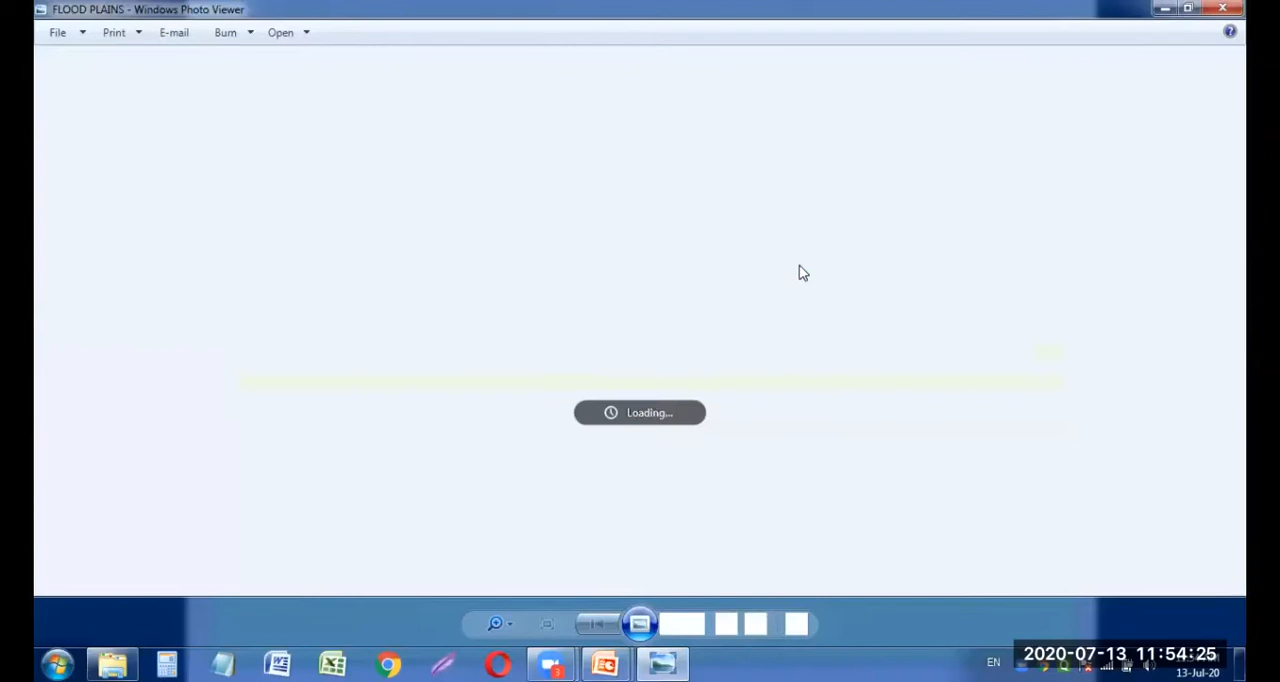 FLOOD PLAINS - Windows Photo Viewer
File Print E-mail Burn Open
Loading...
EN
2020-07-13 11:54:25
13-Jul-20